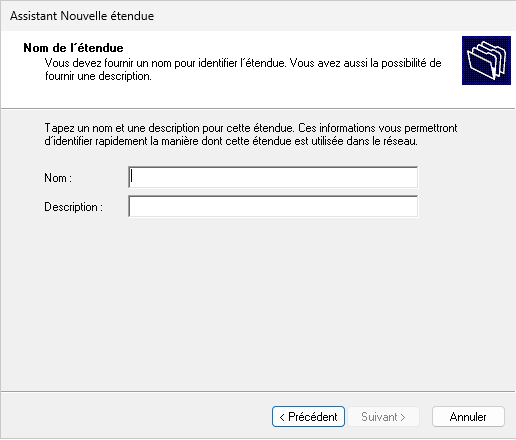 Assistant Nouvelle étendue
Nom de l´étendue
Vous devez fournir un nom pour identifier l´étendue. Vous avez aussi la possibilité de
fournir une description.
Tapez un nom et une description pour cette étendue. Ces informations vous permettront
d´identifier rapidement la manière dont cette étendue est utilisée dans le réseau.
Nom :
Description :
< Précédent
Suivant >
Annuler